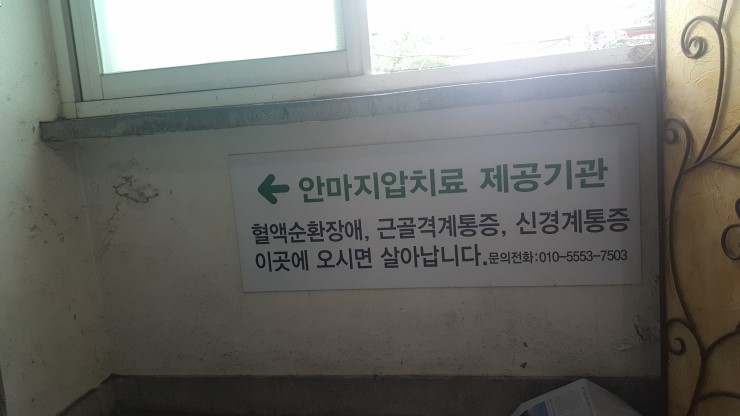 ← 안마지압치료 제공기관
혈액순환장애, 근골격계통증, 신경계통증
이곳에 오시면 살아납니다.문의전화:010-5553-7503